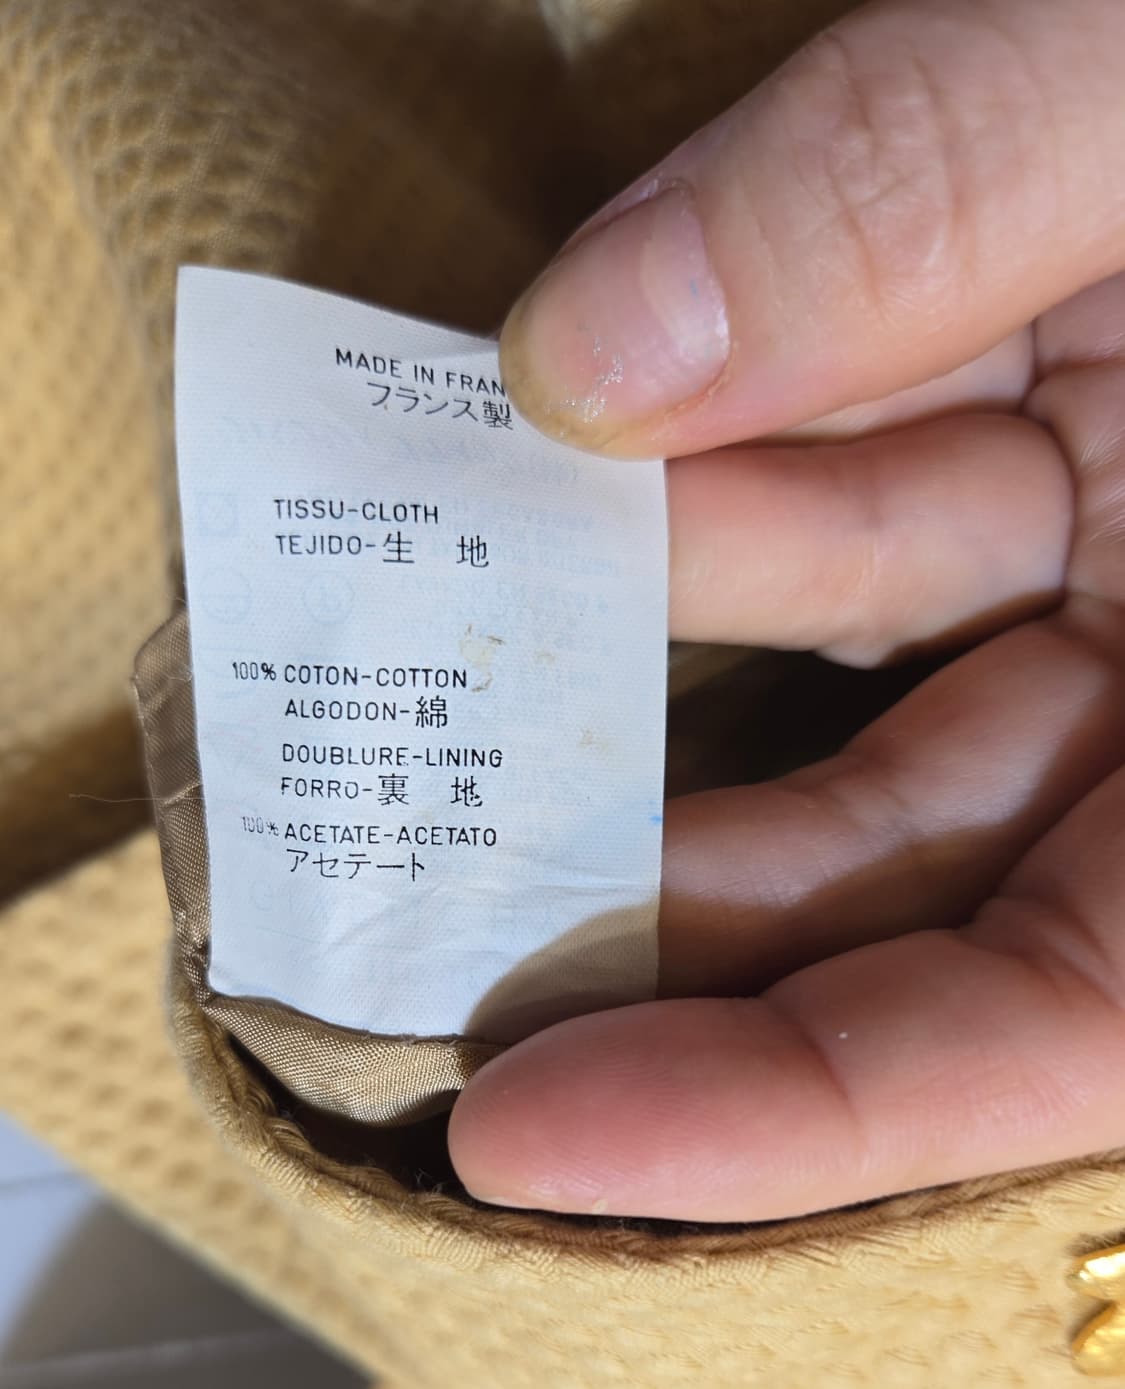 MADE IN FRAN
フランス製
TISSU-CLOTH
TEJIDO-生 地
100% COTON-COTTON
ALGODON-綿
DOUBLURE-LINING
FORRO-裏 地
100% ACETATE-ACETATO
アセテート